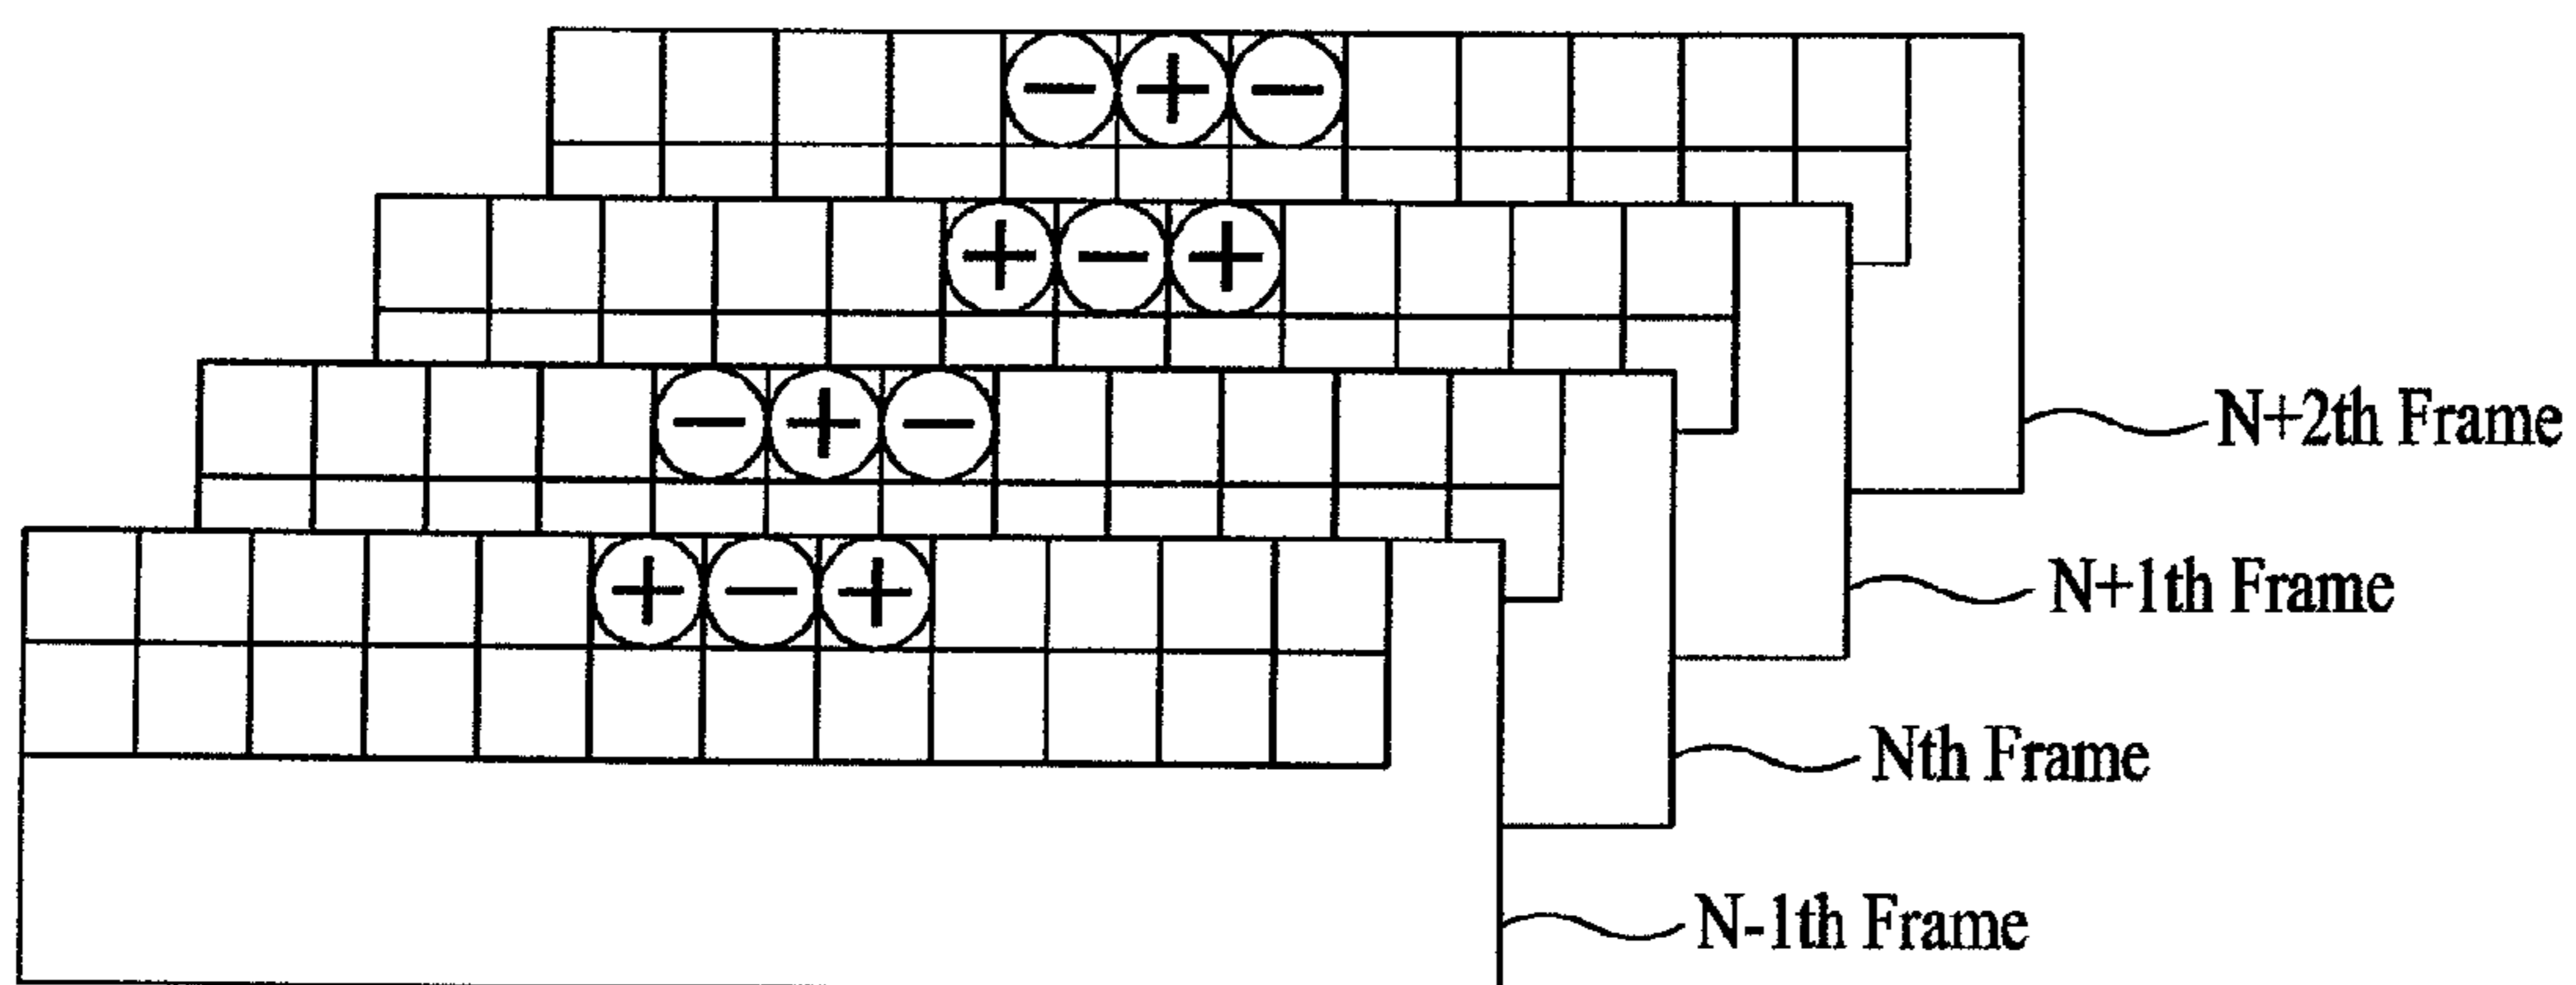 − + −
+ − +
− + −
+ − +
N+2th Frame
N+1th Frame
Nth Frame
N-1th Frame